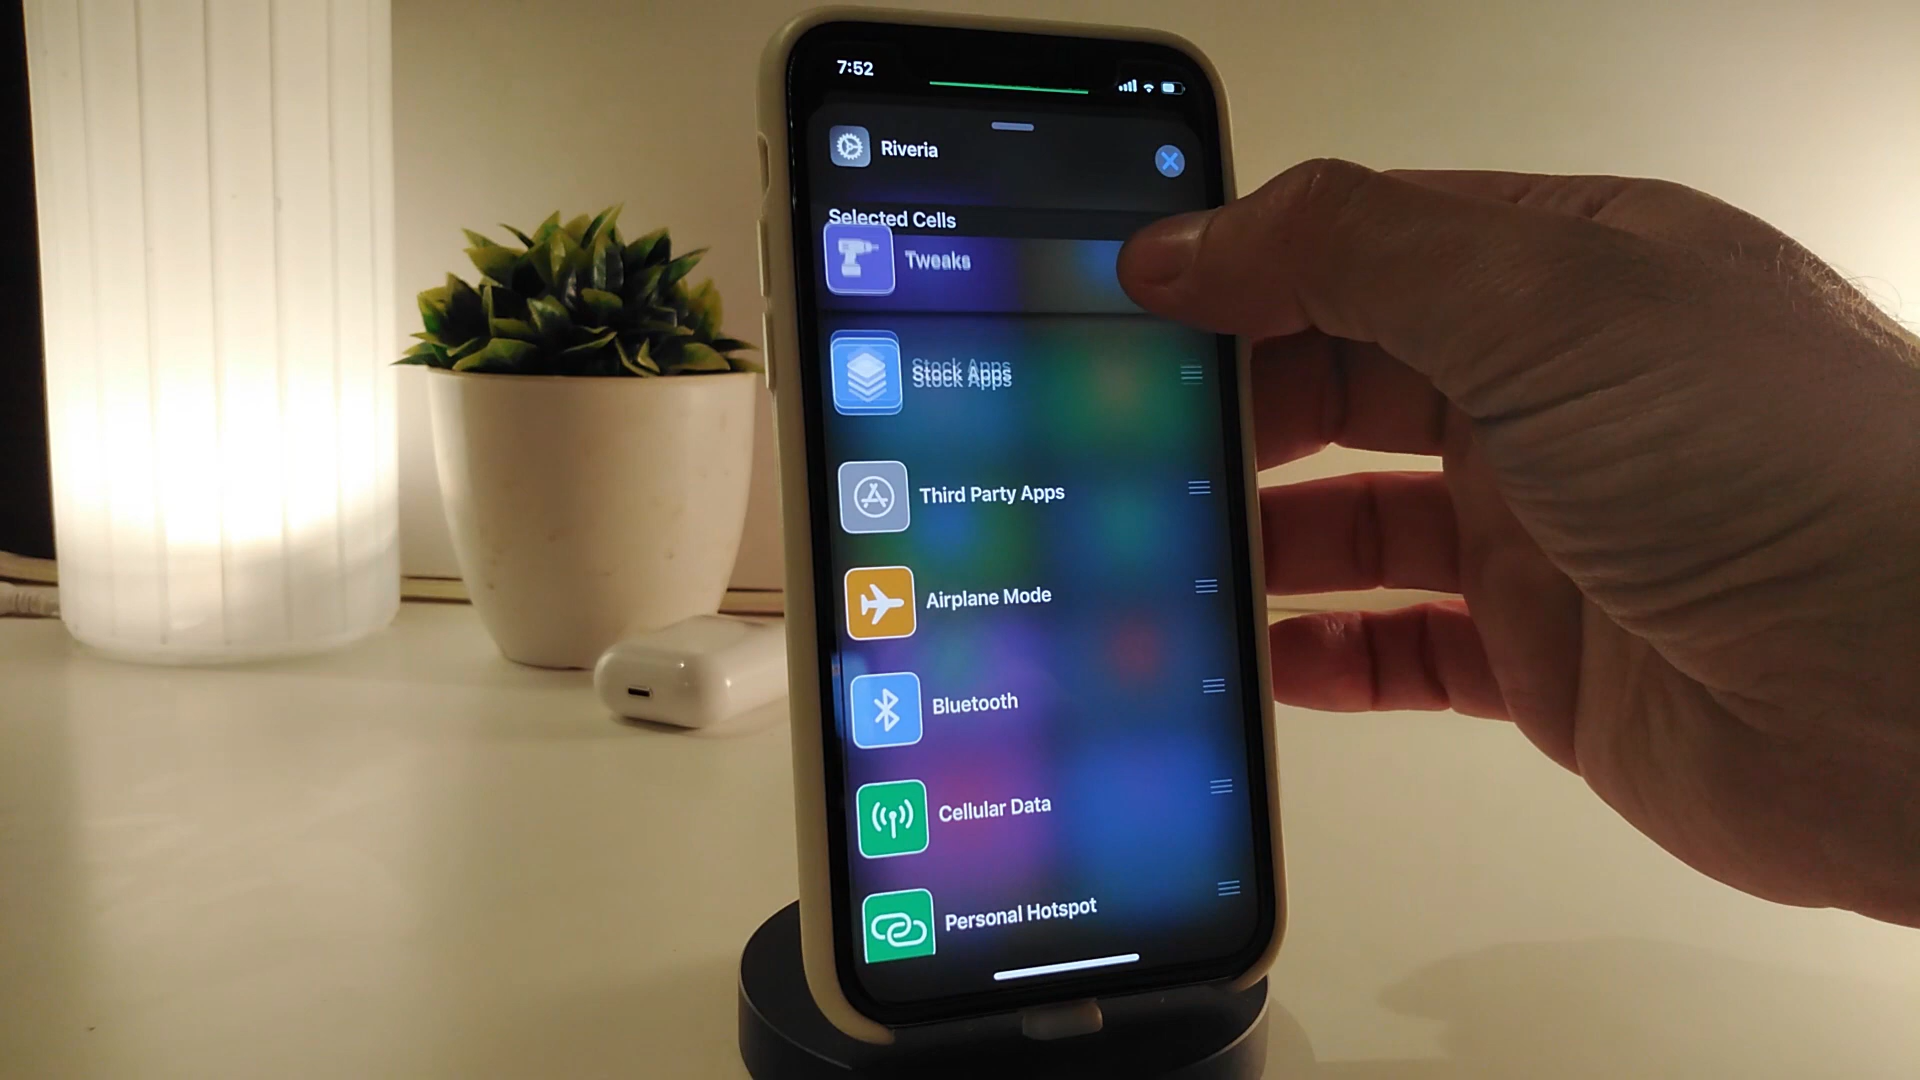 7:52
Riveria
Selected Cells
Tweaks
Stock Apps
Third Party Apps
Airplane Mode
Bluetooth
Cellular Data
Personal Hotspot